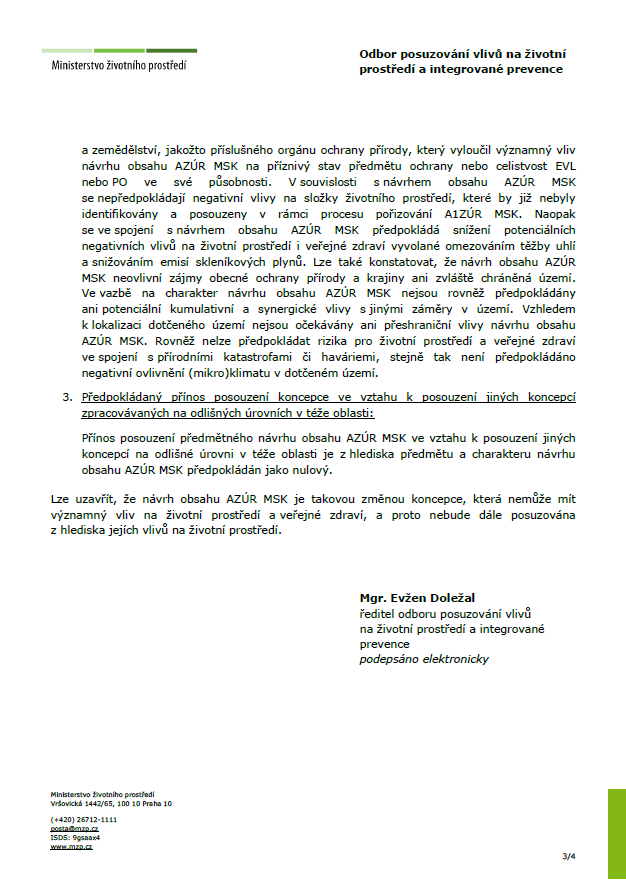 Ministerstvo životního prostředí
Odbor posuzování vlivů na životní
prostředí a integrované prevence
a zemědělství, jakožto příslušného orgánu ochrany přírody, který vyloučil významný vliv
návrhu obsahu AZÚR MSK na příznivý stav předmětu ochrany nebo celistvost EVL
nebo PO ve své působnosti. V souvislosti s návrhem obsahu AZÚR MSK
se nepředpokládají negativní vlivy na složky životního prostředí, které by již nebyly
identifikovány a posouzeny v rámci procesu pořizování A1ZÚR MSK. Naopak
se ve spojení s návrhem obsahu AZÚR MSK předpokládá snížení potenciálních
negativních vlivů na životní prostředí i veřejné zdraví vyvolané omezováním těžby uhlí
a snižováním emisí skleníkových plynů. Lze také konstatovat, že návrh obsahu AZÚR
MSK neovlivní zájmy obecné ochrany přírody a krajiny ani zvláště chráněná území.
Ve vazbě na charakter návrhu obsahu AZÚR MSK nejsou rovněž předpokládány
ani potenciální kumulativní a synergické vlivy s jinými záměry v území. Vzhledem
k lokalizaci dotčeného území nejsou očekávány ani přeshraniční vlivy návrhu obsahu
AZÚR MSK. Rovněž nelze předpokládat rizika pro životní prostředí a veřejné zdraví
ve spojení s přírodními katastrofami či haváriemi, stejně tak není předpokládáno
negativní ovlivnění (mikro)klimatu v dotčeném území.
3. Předpokládaný přínos posouzení koncepce ve vztahu k posouzení jiných koncepcí
zpracovávaných na odlišných úrovních v téže oblasti:
Přínos posouzení předmětného návrhu obsahu AZÚR MSK ve vztahu k posouzení jiných
koncepcí na odlišné úrovni v téže oblasti je z hlediska předmětu a charakteru návrhu
obsahu AZÚR MSK předpokládán jako nulový.
Lze uzavřít, že návrh obsahu AZÚR MSK je takovou změnou koncepce, která nemůže mít
významný vliv na životní prostředí a veřejné zdraví, a proto nebude dále posuzována
z hlediska jejích vlivů na životní prostředí.
Mgr. Evžen Doležal
ředitel odboru posuzování vlivů
na životní prostředí a integrované
prevence
podepsáno elektronicky
Ministerstvo životního prostředí
Vršovická 1442/65, 100 10 Praha 10
(+420) 26712-1111
posta@mzp.cz
ISDS: 9gsaax4
www.mzp.cz
3/4